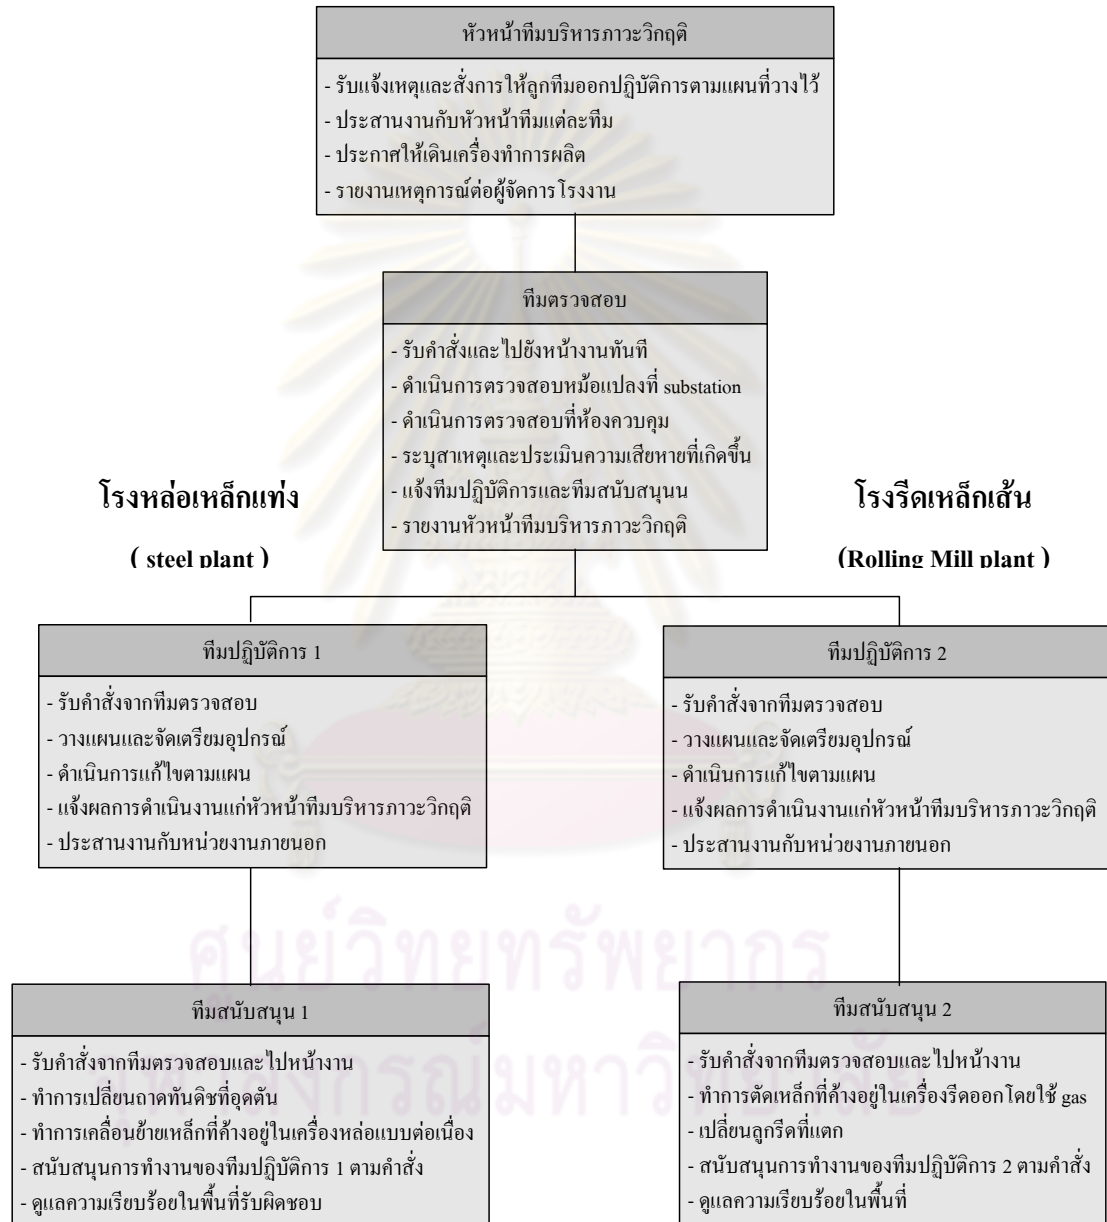 หัวหน้าทีมบริหารภาวะวิกฤติ
- รับแจ้งเหตุและสั่งการให้ลูกทีมออกปฏิบัติการตามแผนที่วางไว้
- ประสานงานกับหัวหน้าทีมแต่ละทีม
- ประกาศให้เดินเครื่องทำการผลิต
- รายงานเหตุการณ์ต่อผู้จัดการโรงงาน
ทีมตรวจสอบ
- รับคำสั่งและไปยังหน้างานทันที
- ดำเนินการตรวจสอบหม้อแปลงที่ substation
- ดำเนินการตรวจสอบที่ห้องควบคุม
- ระบุสาเหตุและประเมินความเสียหายที่เกิดขึ้น
- แจ้งทีมปฏิบัติการและทีมสนับสนุนน
- รายงานหัวหน้าทีมบริหารภาวะวิกฤติ
โรงหล่อเหล็กแท่ง
( steel plant )
โรงรีดเหล็กเส้น
(Rolling Mill plant )
ทีมปฏิบัติการ 1
- รับคำสั่งจากทีมตรวจสอบ
- วางแผนและจัดเตรียมอุปกรณ์
- ดำเนินการแก้ไขตามแผน
- แจ้งผลการดำเนินงานแก่หัวหน้าทีมบริหารภาวะวิกฤติ
- ประสานงานกับหน่วยงานภายนอก
ทีมปฏิบัติการ 2
- รับคำสั่งจากทีมตรวจสอบ
- วางแผนและจัดเตรียมอุปกรณ์
- ดำเนินการแก้ไขตามแผน
- แจ้งผลการดำเนินงานแก่หัวหน้าทีมบริหารภาวะวิกฤติ
- ประสานงานกับหน่วยงานภายนอก
ศูนย์วิทยทรัพยากร
จุฬาลงกรณ์มหาวิทยาลัย
ทีมสนับสนุน 1
- รับคำสั่งจากทีมตรวจสอบและไปหน้างาน
- ทำการเปลี่ยนถาดทันดิชที่อุดตัน
- ทำการเคลื่อนย้ายเหล็กที่ค้างอยู่ในเครื่องหล่อแบบต่อเนื่อง
- สนับสนุนการทำงานของทีมปฏิบัติการ 1 ตามคำสั่ง
- ดูแลความเรียบร้อยในพื้นที่รับผิดชอบ
ทีมสนับสนุน 2
- รับคำสั่งจากทีมตรวจสอบและไปหน้างาน
- ทำการตัดเหล็กที่ค้างอยู่ในเครื่องรีดออกโดยใช้ gas
- เปลี่ยนลูกรีดที่แตก
- สนับสนุนการทำงานของทีมปฏิบัติการ 2 ตามคำสั่ง
- ดูแลความเรียบร้อยในพื้นที่